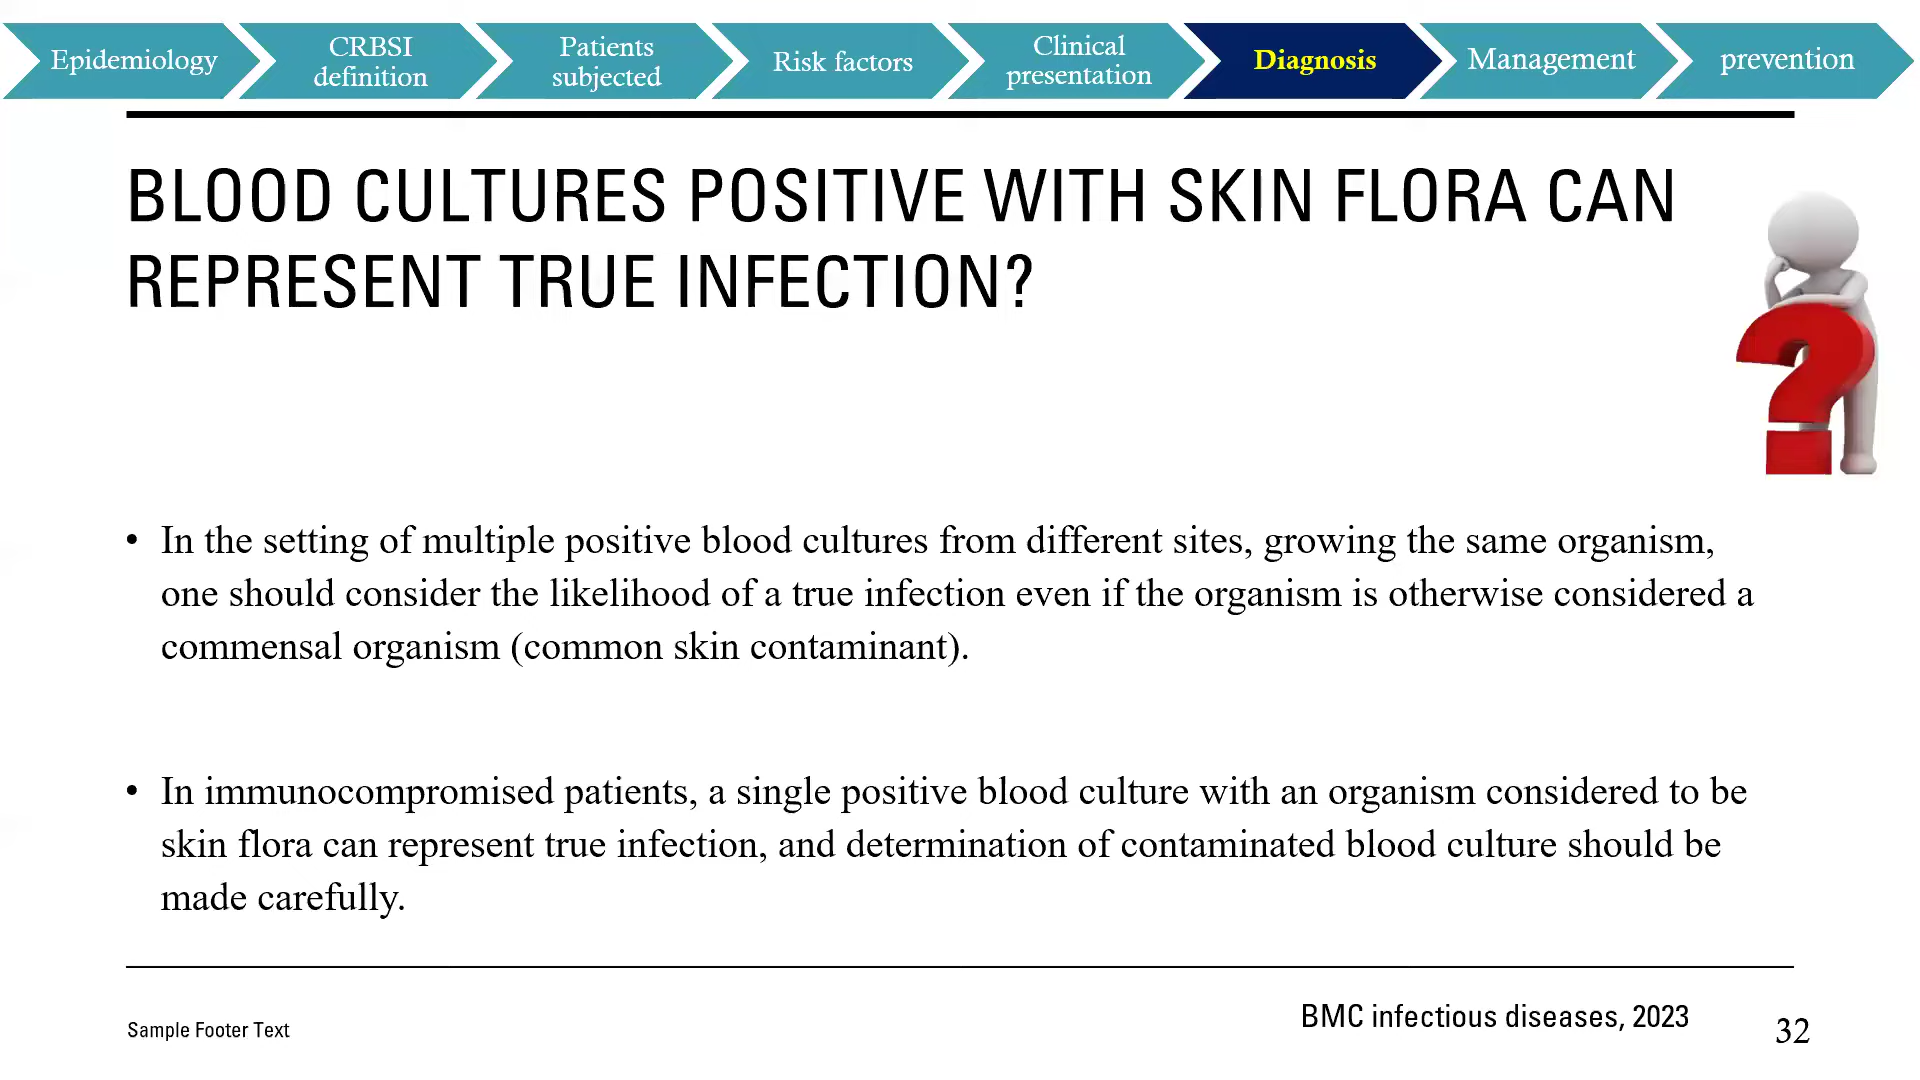 Epidemiology
CRBSI
definition
Patients
subjected
Risk factors
Clinical
presentation
Diagnosis
Management
prevention
BLOOD CULTURES POSITIVE WITH SKIN FLORA CAN
REPRESENT TRUE INFECTION?
• In the setting of multiple positive blood cultures from different sites, growing the same organism,
one should consider the likelihood of a true infection even if the organism is otherwise considered a
commensal organism (common skin contaminant).
• In immunocompromised patients, a single positive blood culture with an organism considered to be
skin flora can represent true infection, and determination of contaminated blood culture should be
made carefully.
BMC infectious diseases, 2023
Sample Footer Text
32